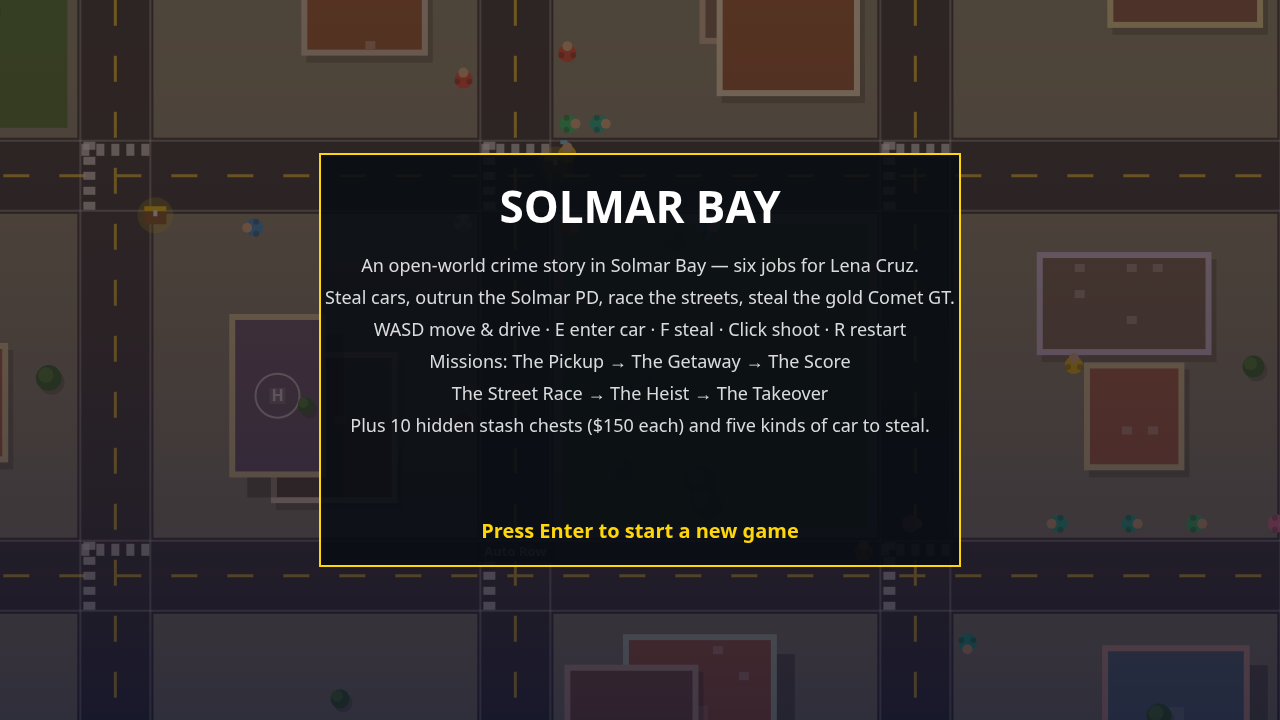 SOLMAR BAY
An open-world crime story in Solmar Bay — six jobs for Lena Cruz.
Steal cars, outrun the Solmar PD, race the streets, steal the gold Comet GT.
WASD move & drive · E enter car · F steal · Click shoot · R restart
Missions: The Pickup → The Getaway → The Score
The Street Race → The Heist → The Takeover
H
Plus 10 hidden stash chests ($150 each) and five kinds of car to steal.
Press Enter to start a new game
Auto Row